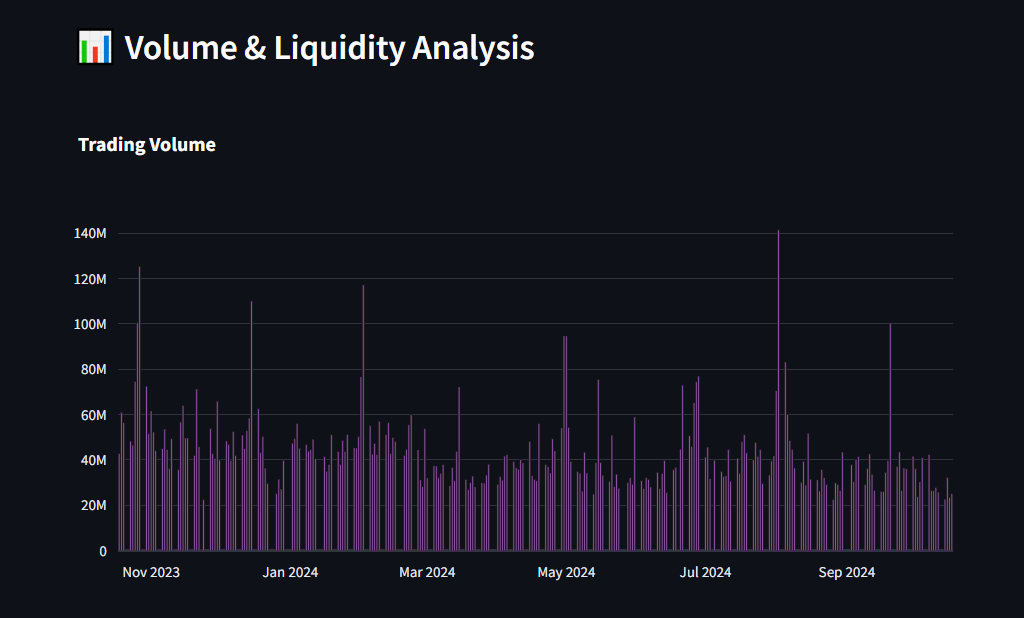 Volume & Liquidity Analysis
Trading Volume
140M
120M
100M
80M
60M
40M
20M
0
Nov 2023 Jan 2024 Mar 2024 May 2024 Jul 2024 Sep 2024